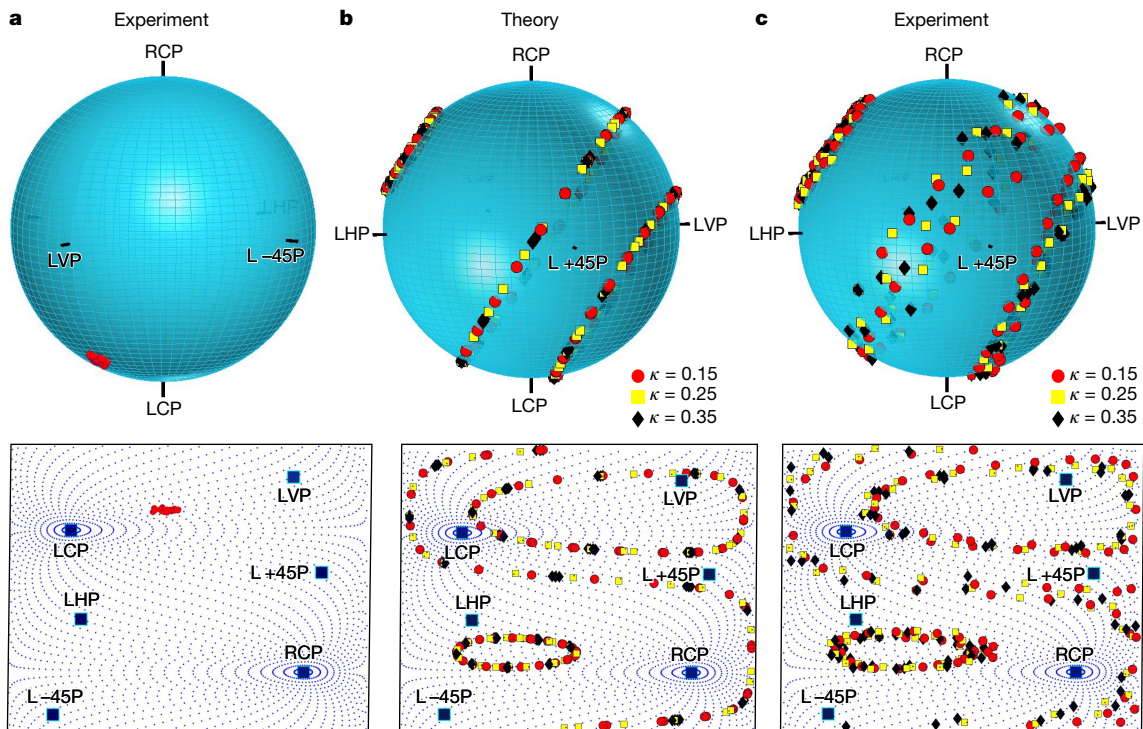 a
Experiment
RCP
LHP
LVP
L –45P
LCP
b
Theory
RCP
LHP
LVP
L +45P
LCP
κ = 0.15
κ = 0.25
κ = 0.35
c
Experiment
RCP
LHP
LVP
L +45P
LCP
κ = 0.15
κ = 0.25
κ = 0.35
LVP
LCP
L +45P
LHP
RCP
L –45P
LVP
LCP
L +45P
LHP
RCP
L –45P
LVP
LCP
L +45P
LHP
RCP
L –45P